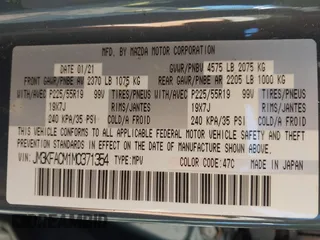 MFD. BY MAZDA MOTOR CORPORATION
DATE 01/21 GVWR/PNBV 4575 LB 2075 KG
FRONT GAWR/PNBE AV 2370 LB 1075 KG REAR GAWR/PNBE AR 2205 LB 1000 KG
WITH/AVEC P225/55R19 99V WITH/AVEC P225/55R19 99V
TIRES/PNEUS 19X7J RIMS/JANTES TIRES/PNEUS 19X7J RIMS/JANTES
240 KPA/35 PSI COLD/A FROID 240 KPA/35 PSI COLD/A FROID
THIS VEHICLE CONFORMS TO ALL APPLICABLE FEDERAL MOTOR VEHICLE
SAFETY, BUMPER, AND THEFT PREVENTION STANDARDS IN EFFECT ON THE
DATE OF MANUFACTURE SHOWN ABOVE.
VIN: JM3KFACM1M0371354 TYPE: MPV COLOR: 47C MADE IN JAPAN